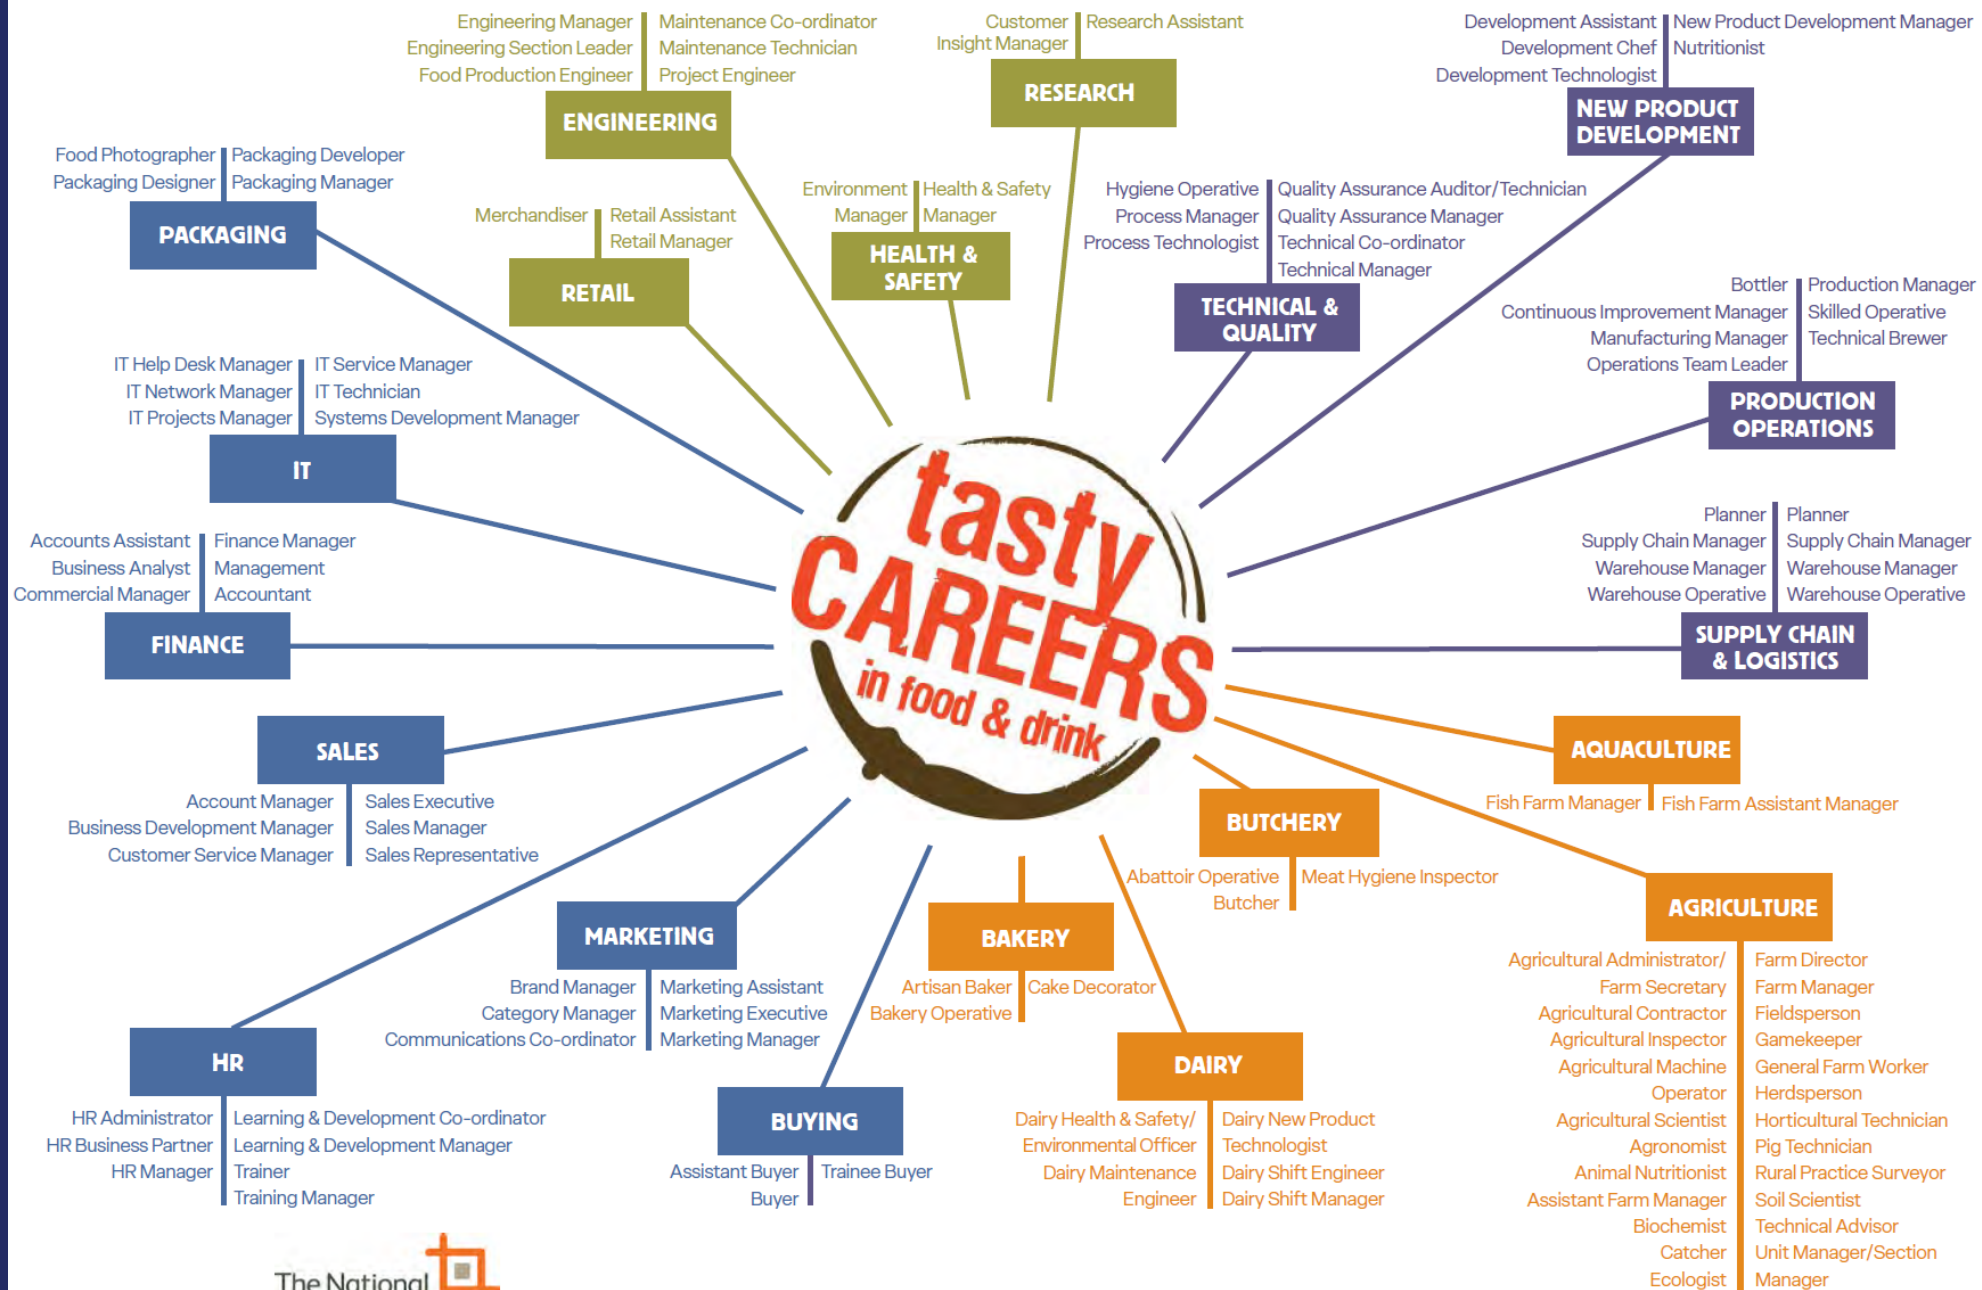 Engineering Manager
Engineering Section Leader
Food Production Engineer
Maintenance Co-ordinator
Maintenance Technician
Project Engineer
ENGINEERING
Customer
Insight Manager
Research Assistant
RESEARCH
Development Assistant
Development Chef
Development Technologist
New Product Development Manager
Nutritionist
NEW PRODUCT
DEVELOPMENT
Food Photographer
Packaging Designer
Packaging Developer
Packaging Manager
PACKAGING
Merchandiser
Retail Assistant
Retail Manager
RETAIL
Environment
Manager
Health & Safety
Manager
HEALTH &
SAFETY
Hygiene Operative
Process Manager
Process Technologist
Quality Assurance Auditor/Technician
Quality Assurance Manager
Technical Co-ordinator
Technical Manager
TECHNICAL &
QUALITY
Bottler
Continuous Improvement Manager
Manufacturing Manager
Operations Team Leader
Production Manager
Skilled Operative
Technical Brewer
PRODUCTION
OPERATIONS
IT Help Desk Manager
IT Network Manager
IT Projects Manager
IT Service Manager
IT Technician
Systems Development Manager
IT
tasty
CAREERS
in food & drink
Planner
Supply Chain Manager
Warehouse Manager
Warehouse Operative
Planner
Supply Chain Manager
Warehouse Manager
Warehouse Operative
SUPPLY CHAIN
& LOGISTICS
Accounts Assistant
Business Analyst
Commercial Manager
Finance Manager
Management
Accountant
FINANCE
SALES
Account Manager
Business Development Manager
Customer Service Manager
Sales Executive
Sales Manager
Sales Representative
AQUACULTURE
Fish Farm Manager
Fish Farm Assistant Manager
BUTCHERY
Abattoir Operative
Butcher
Meat Hygiene Inspector
MARKETING
Brand Manager
Category Manager
Communications Co-ordinator
Marketing Assistant
Marketing Executive
Marketing Manager
BAKERY
Artisan Baker
Bakery Operative
Cake Decorator
AGRICULTURE
Agricultural Administrator/
Farm Secretary
Agricultural Contractor
Agricultural Inspector
Agricultural Machine
Operator
Agricultural Scientist
Agronomist
Animal Nutritionist
Assistant Farm Manager
Biochemist
Catcher
Ecologist
Farm Director
Farm Manager
Fieldsperson
Gamekeeper
General Farm Worker
Herdsperson
Horticultural Technician
Pig Technician
Rural Practice Surveyor
Soil Scientist
Technical Advisor
Unit Manager/Section
Manager
HR
HR Administrator
HR Business Partner
HR Manager
Learning & Development Co-ordinator
Learning & Development Manager
Trainer
Training Manager
BUYING
Assistant Buyer
Buyer
Trainee Buyer
DAIRY
Dairy Health & Safety/
Environmental Officer
Dairy Maintenance
Engineer
Dairy New Product
Technologist
Dairy Shift Engineer
Dairy Shift Manager
The National